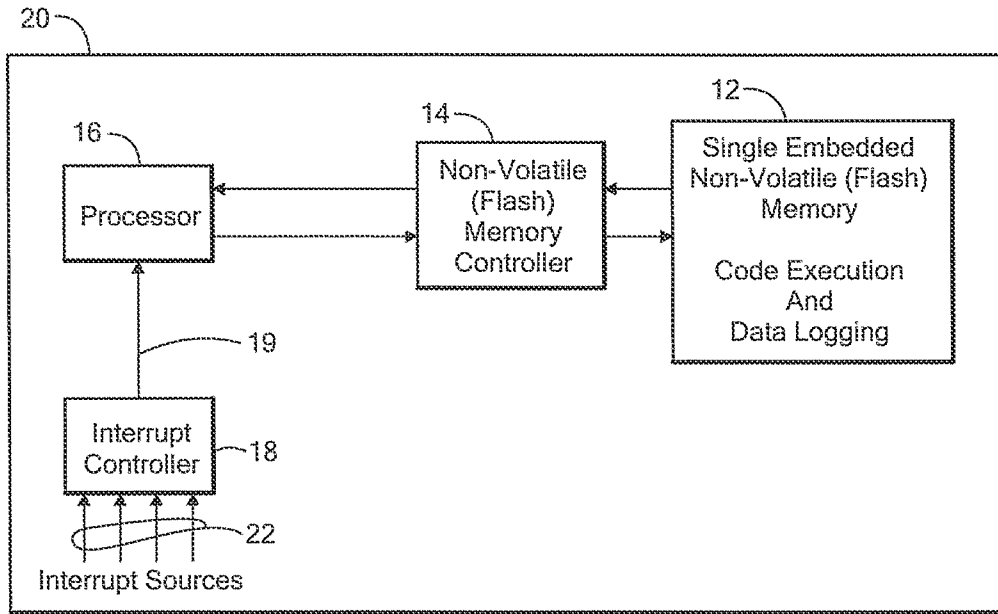 20
16
Processor
14
Non-Volatile
(Flash)
Memory
Controller
12
Single Embedded
Non-Volatile (Flash)
Memory
Code Execution
And
Data Logging
19
Interrupt
Controller
18
22
Interrupt Sources